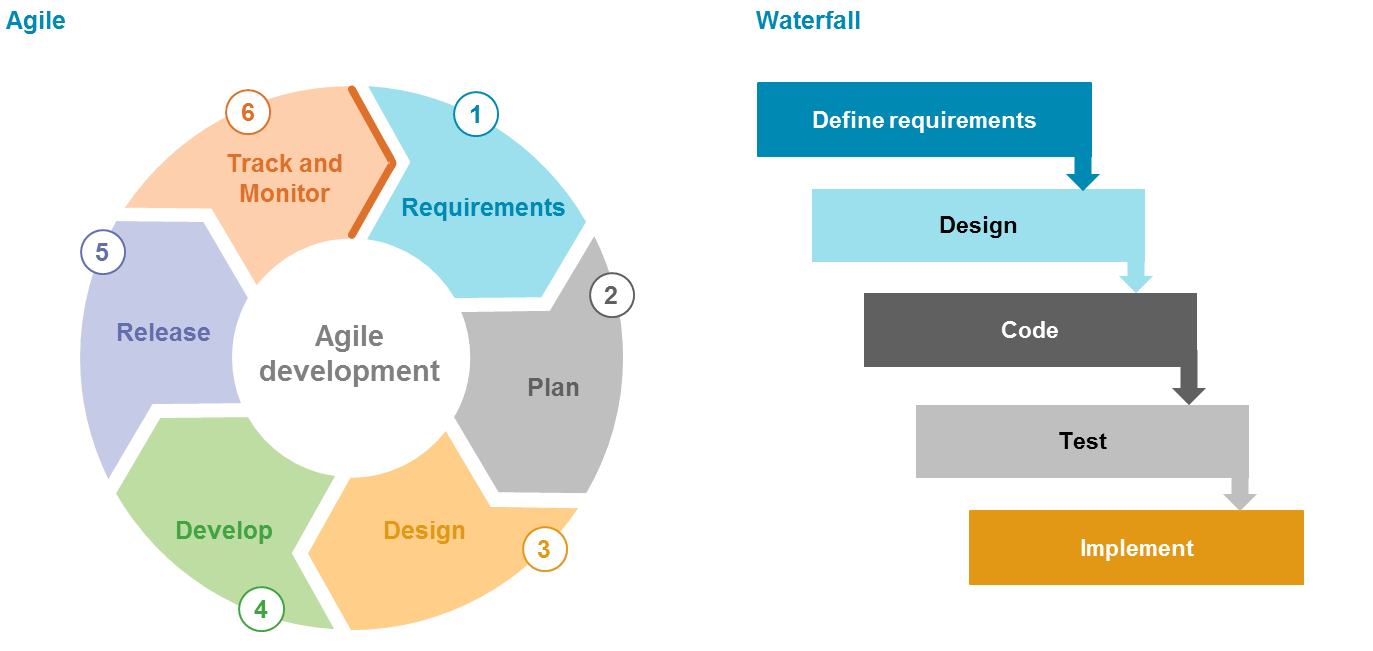 Agile
Waterfall
6
1
Track and
Monitor
Requirements
5
2
Release
Agile
development
Plan
Develop
Design
3
4
Define requirements
Design
Code
Test
Implement